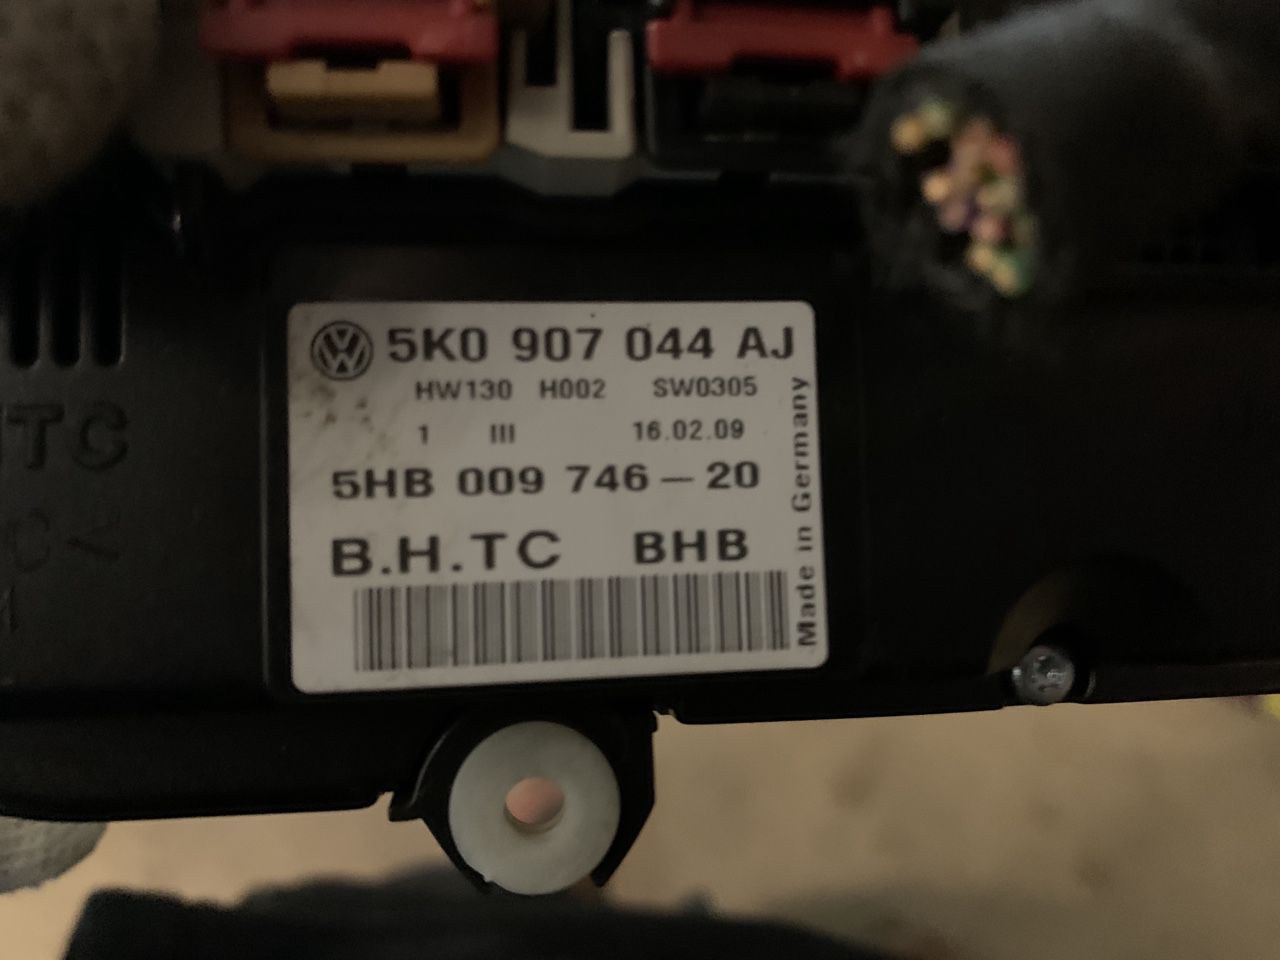 5K0 907 044 AJ
HW130 H002 SW0305
1 III 16.02.09
5HB 009 746-20
B.H.TC BHB
Made in Germany
TC